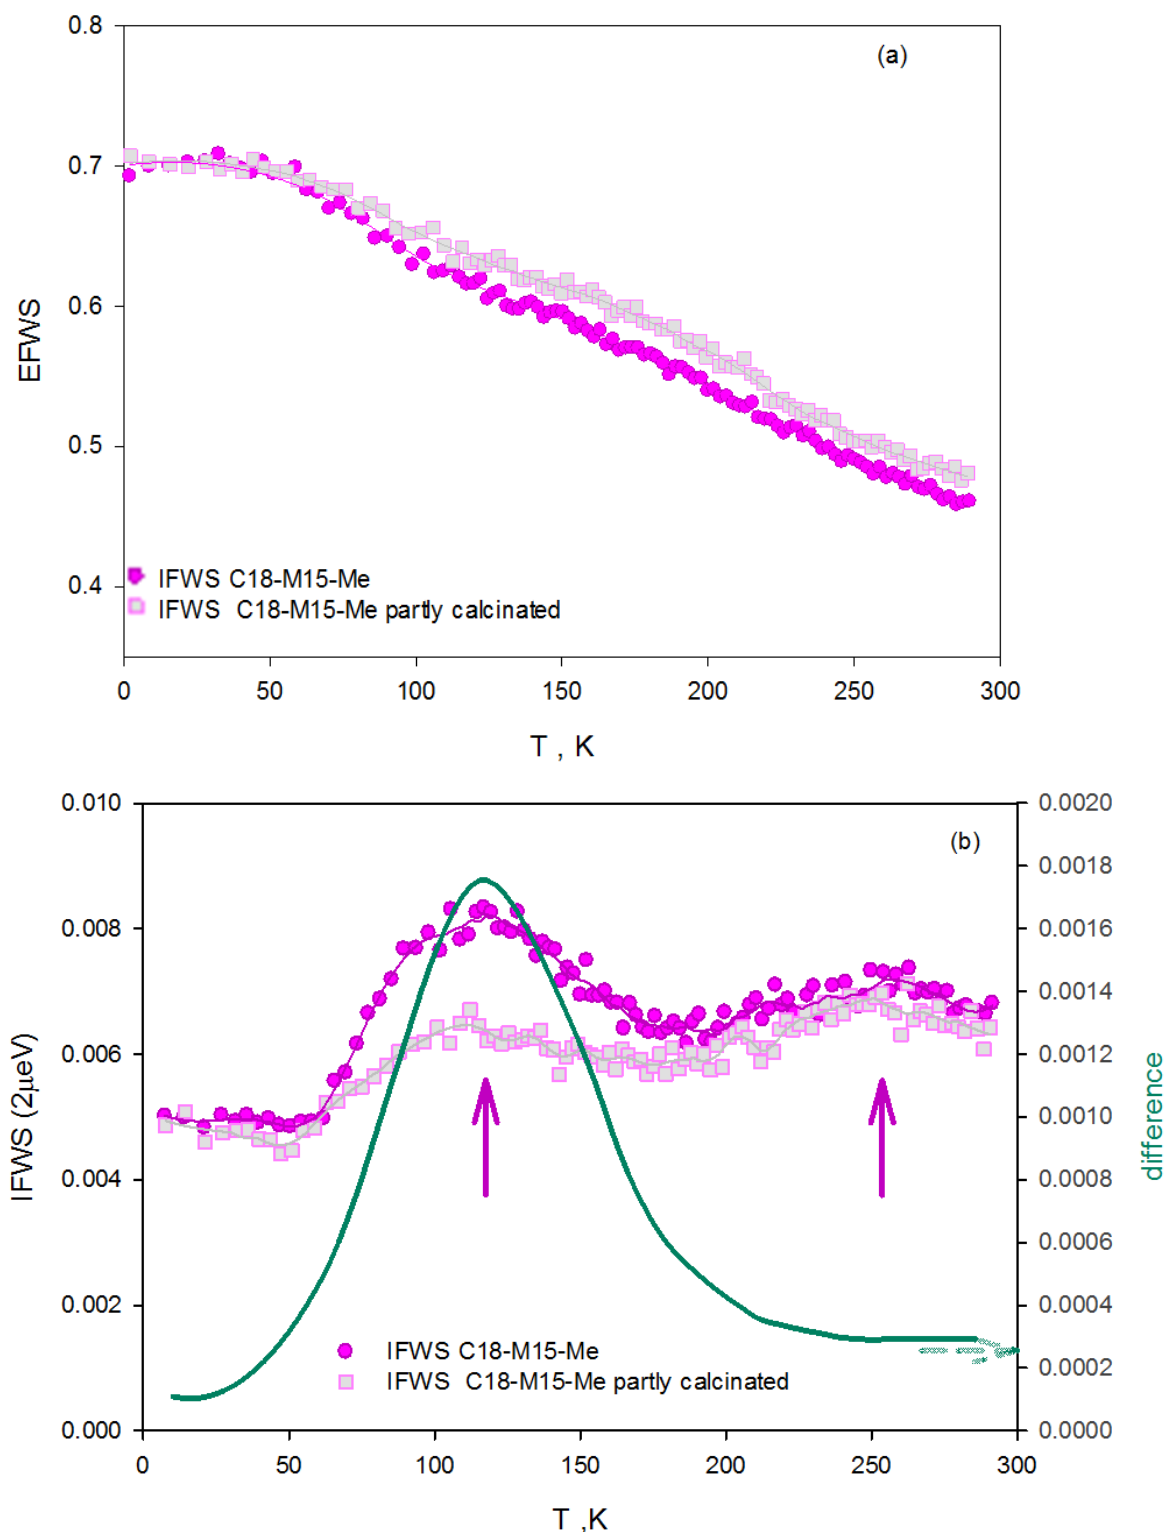 0.8
(a)
0.7
0.6
EFWS
0.5
0.4
IFWS C18-M15-Me
IFWS C18-M15-Me partly calcinated
0 50 100 150 200 250 300
T , K
0.010 0.0020
(b)
0.0018
0.008 0.0016
0.0014
0.006 0.0012
IFWS (2μeV)
0.0010
difference
0.004 0.0008
0.0006
0.002 0.0004
IFWS C18-M15-Me
0.0002
IFWS C18-M15-Me partly calcinated
0.000 0.0000
0 50 100 150 200 250 300
T ,K